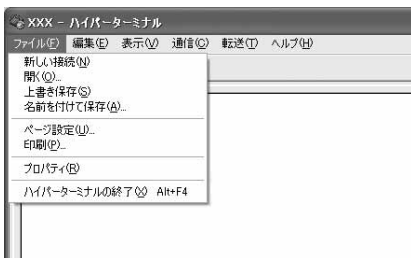 XXX - ハイパーターミナル
ファイル(F) 編集(E) 表示(V) 通信(C) 転送(T) ヘルプ(H)
新しい接続(N)
開く(O)...
上書き保存(S)
名前を付けて保存(A)...
ページ設定(U)...
印刷(P)...
プロパティ(R)
ハイパーターミナルの終了(X) Alt+F4